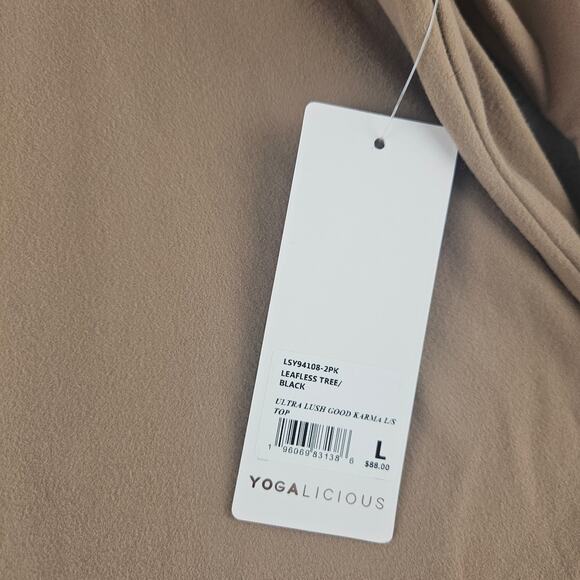 LSY94108-2PK
LEAFLESS TREE/
BLACK
ULTRA LUSH GOOD KARMA L/S
TOP
1 96069 83138 6
L
$88.00
YOGALICIOUS